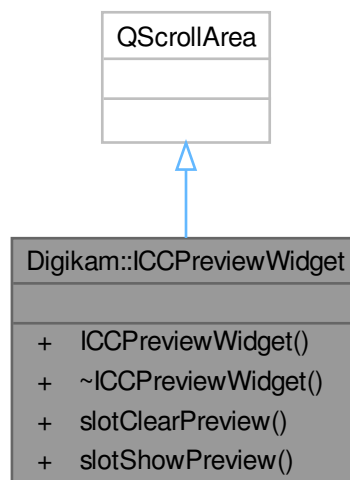 QScrollArea
Digikam::ICCPreviewWidget
+ ICCPreviewWidget()
+ ~ICCPreviewWidget()
+ slotClearPreview()
+ slotShowPreview()